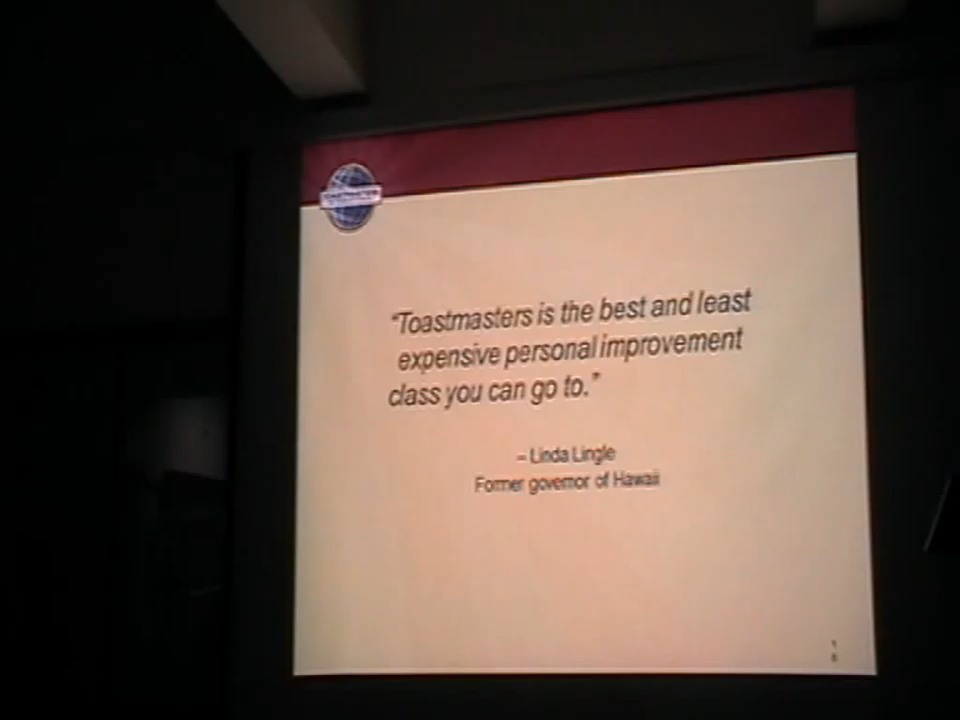 TOASTMASTERS
"Toastmasters is the best and least
expensive personal improvement
class you can go to."
– Linda Lingle
Former governor of Hawaii